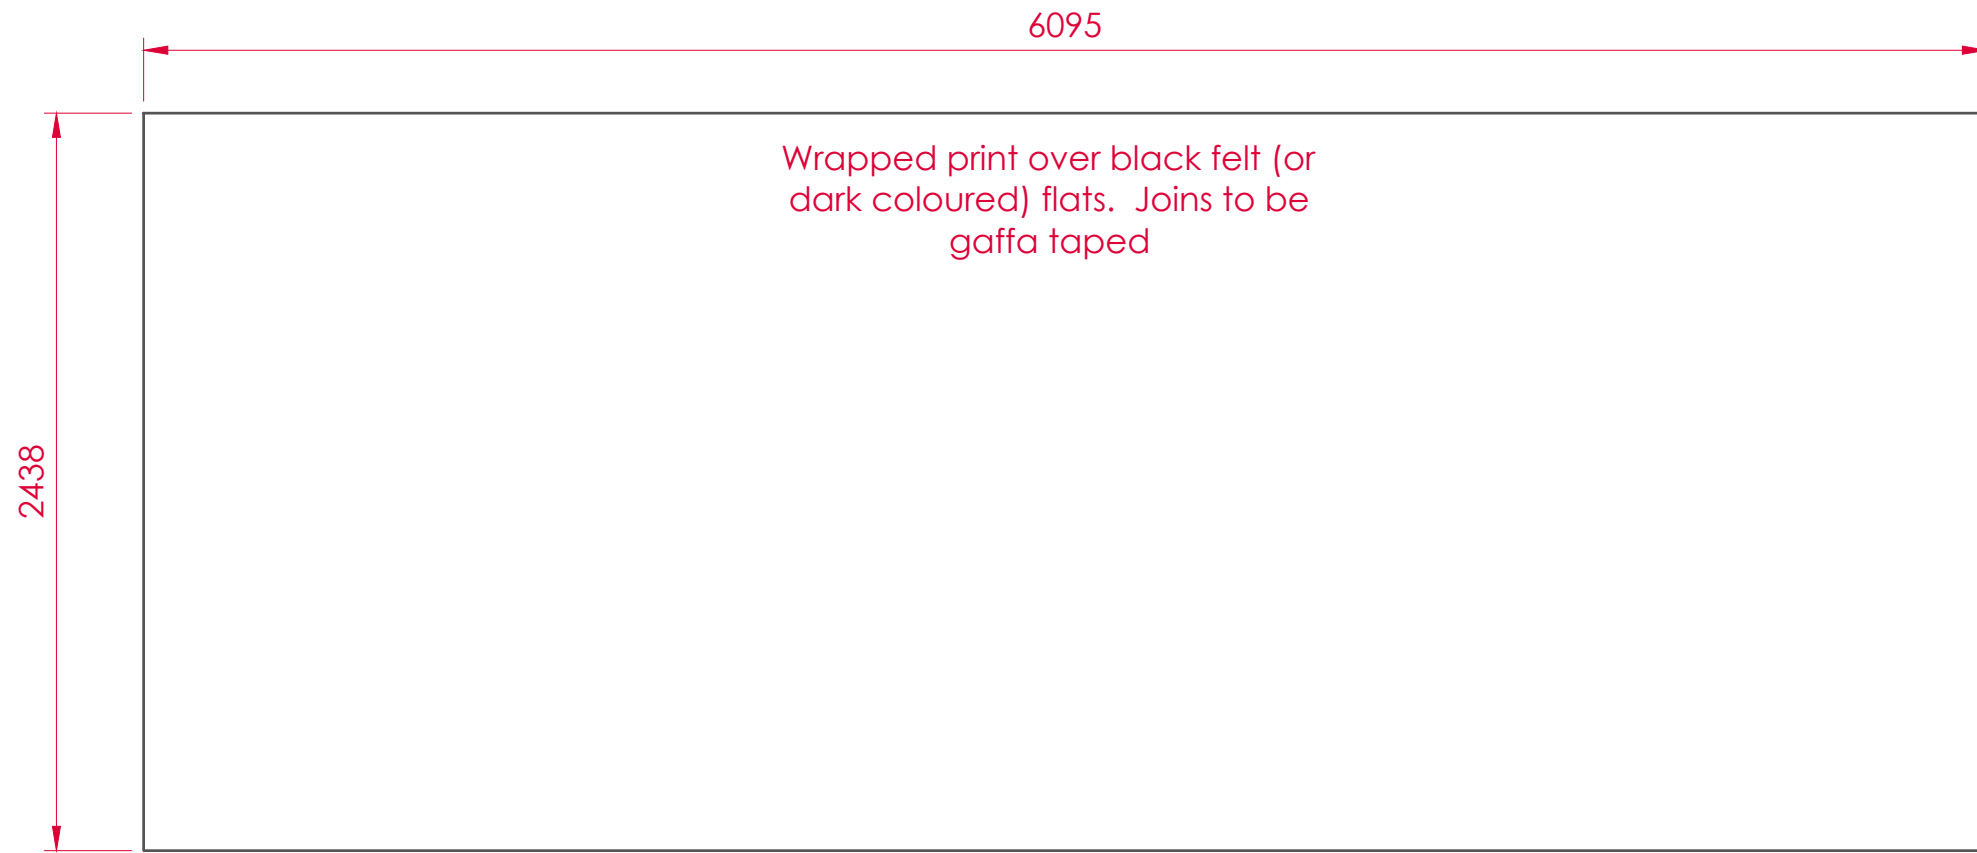 6095
Wrapped print over black felt (or
dark coloured) flats.  Joins to be
gaffa taped
2438